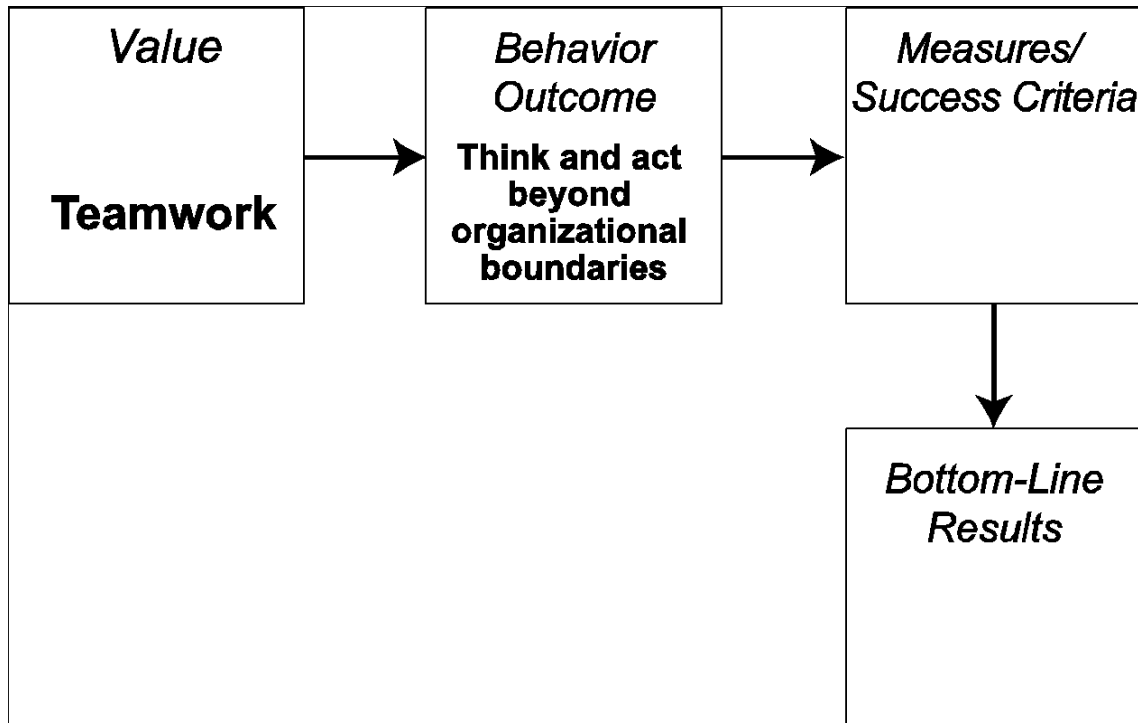 Value
Teamwork
Behavior
Outcome
Think and act
beyond
organizational
boundaries
Measures/
Success Criteria
Bottom-Line
Results